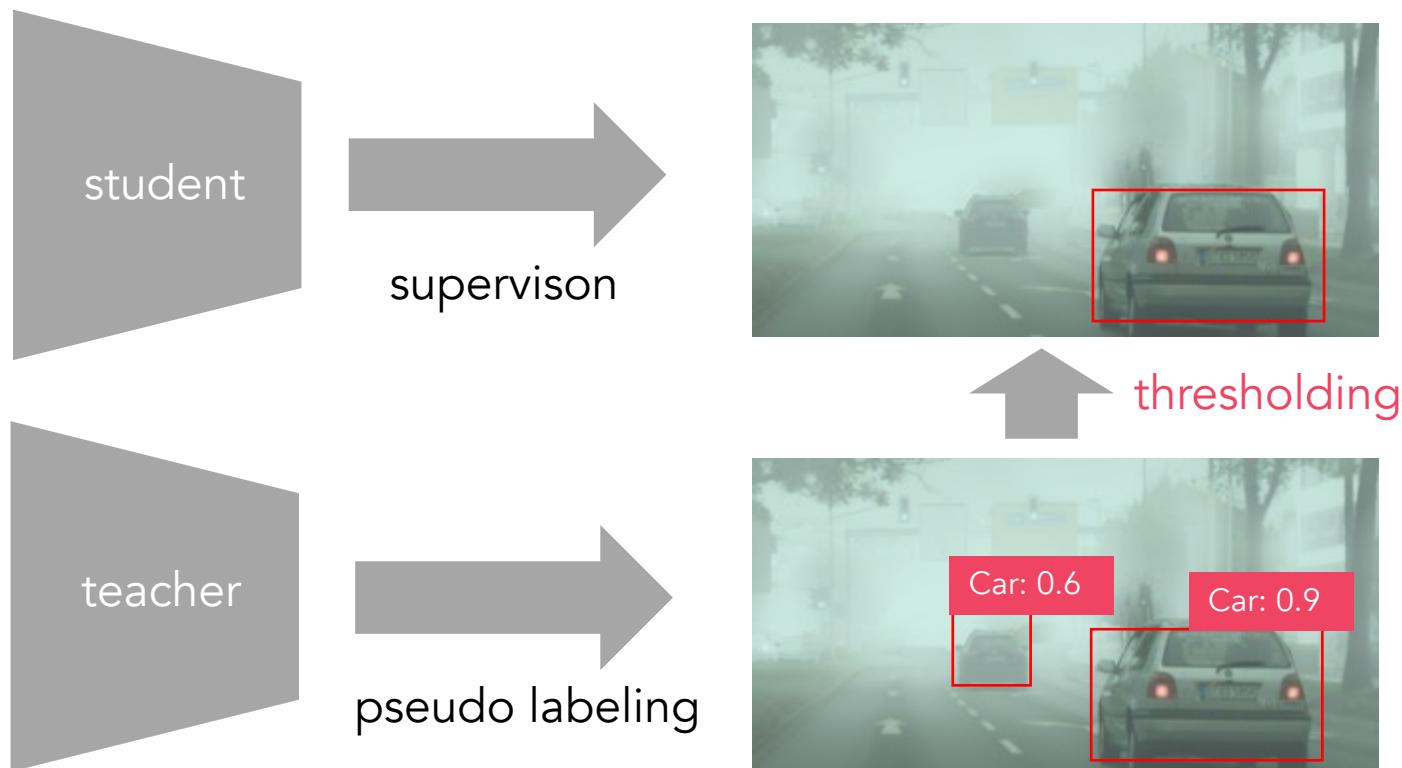 student
supervison
thresholding
teacher
Car: 0.6
Car: 0.9
pseudo labeling